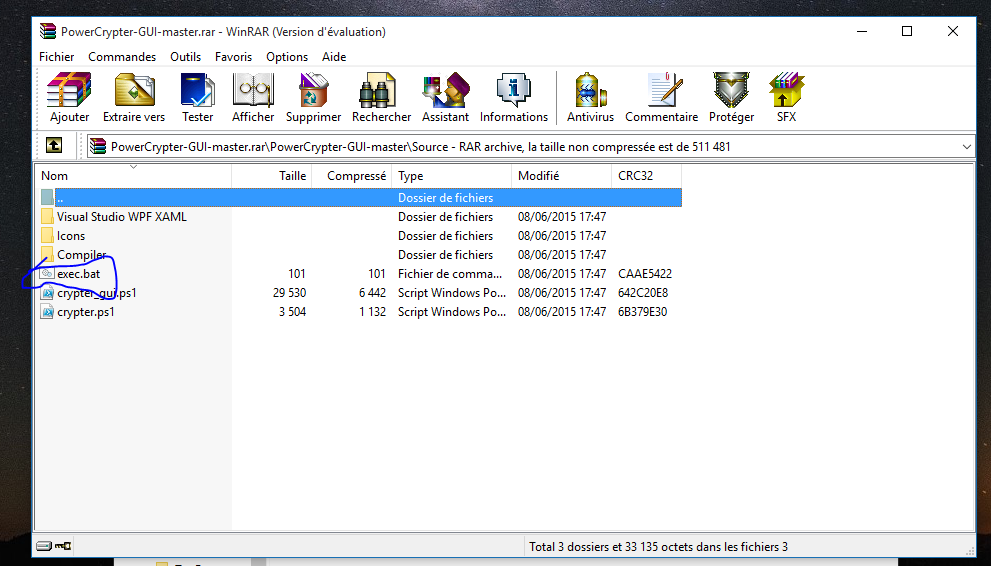 PowerCrypter-GUI-master.rar - WinRAR (Version d'évaluation)
Fichier Commandes Outils Favoris Options Aide
Ajouter Extraire vers Tester Afficher Supprimer Rechercher Assistant Informations Antivirus Commentaire Protéger SFX
PowerCrypter-GUI-master.rar\PowerCrypter-GUI-master\Source - RAR archive, la taille non compressée est de 511 481
Nom Taille Compressé Type Modifié CRC32
.. Dossier de fichiers
Visual Studio WPF XAML Dossier de fichiers 08/06/2015 17:47
Icons Dossier de fichiers 08/06/2015 17:47
Compiler Dossier de fichiers 08/06/2015 17:47
exec.bat 101 101 Fichier de comma... 08/06/2015 17:47 CAAE5422
crypter_gui.ps1 29 530 6 442 Script Windows Po... 08/06/2015 17:47 642C20E8
crypter.ps1 3 504 1 132 Script Windows Po... 08/06/2015 17:47 6B379E30
Total 3 dossiers et 33 135 octets dans les fichiers 3